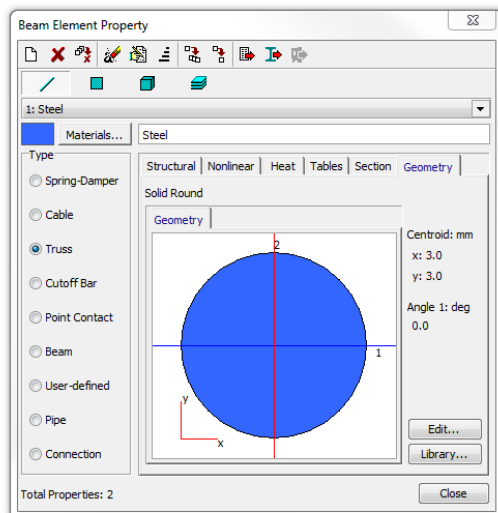 Beam Element Property
1: Steel
Materials...
Steel
Type
Spring-Damper
Cable
Truss
Cutoff Bar
Point Contact
Beam
User-defined
Pipe
Connection
Structural
Nonlinear
Heat
Tables
Section
Geometry
Solid Round
Geometry
2
1
y
x
Centroid: mm
x: 3.0
y: 3.0
Angle 1: deg
0.0
Edit...
Library...
Total Properties: 2
Close